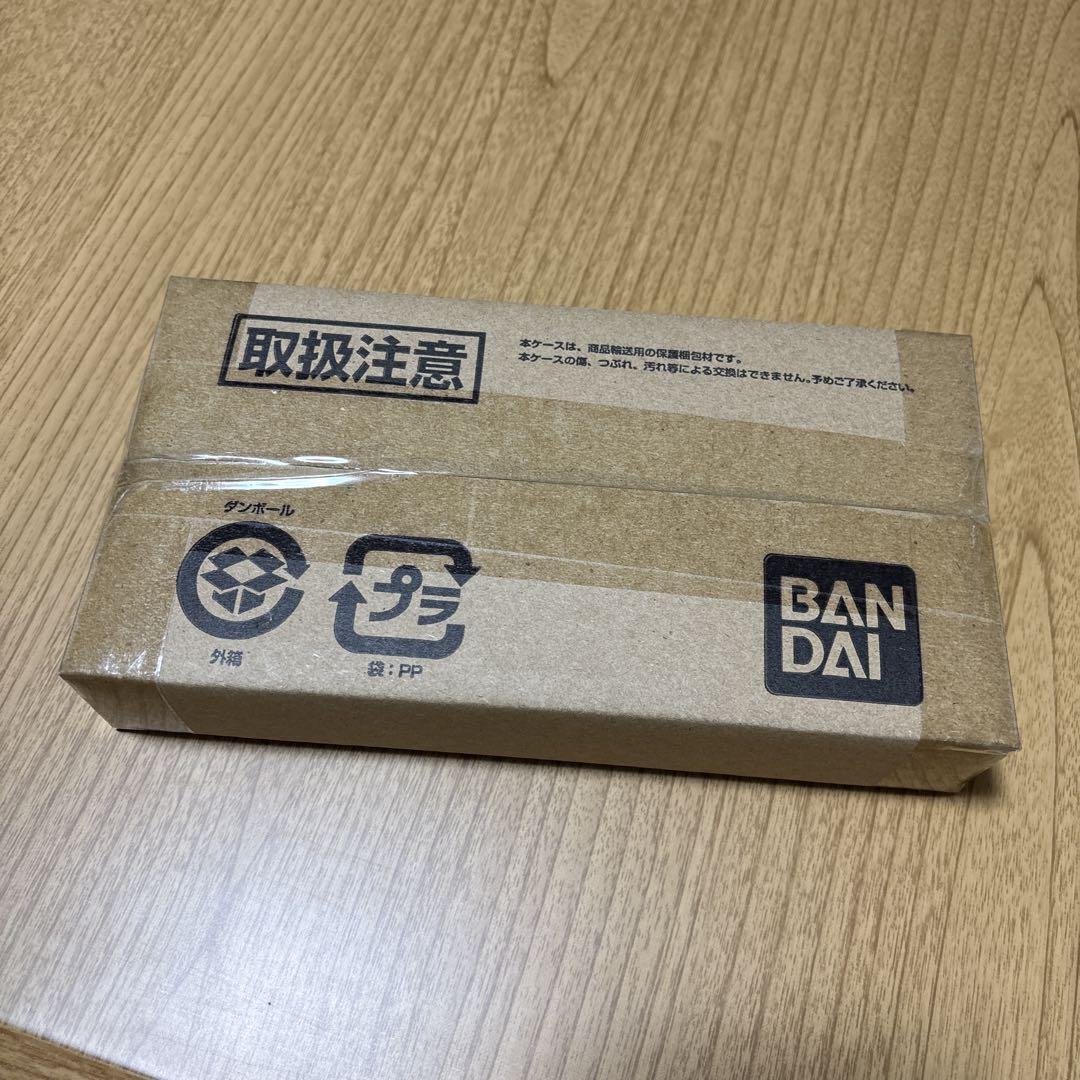 取扱注意
本ケースは、商品輸送用の保護梱包材です。
本ケースの傷、つぶれ、汚れ等による交換はできません。予めご了承ください。
ダンボール
外箱
プラ
袋：PP
BAN
DAI